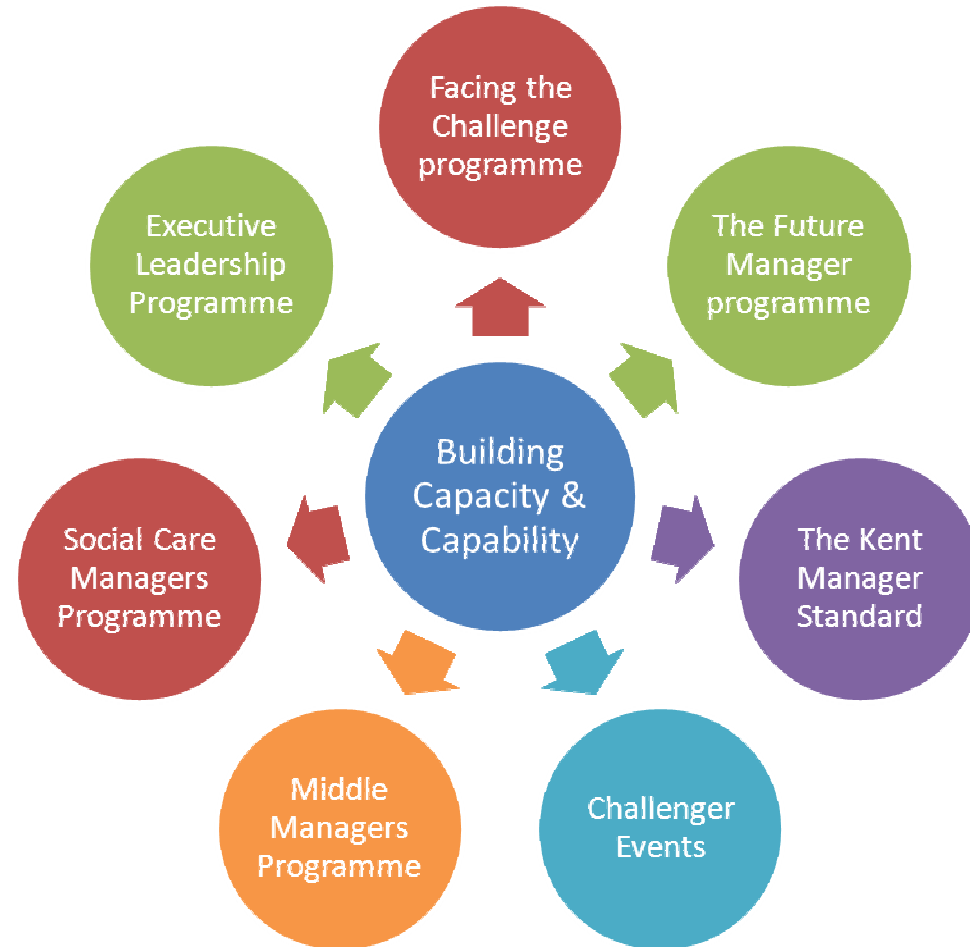 Facing the
Challenge
programme
The Future
Manager
programme
The Kent
Manager
Standard
Challenger
Events
Middle
Managers
Programme
Social Care
Managers
Programme
Executive
Leadership
Programme
Building
Capacity &
Capability